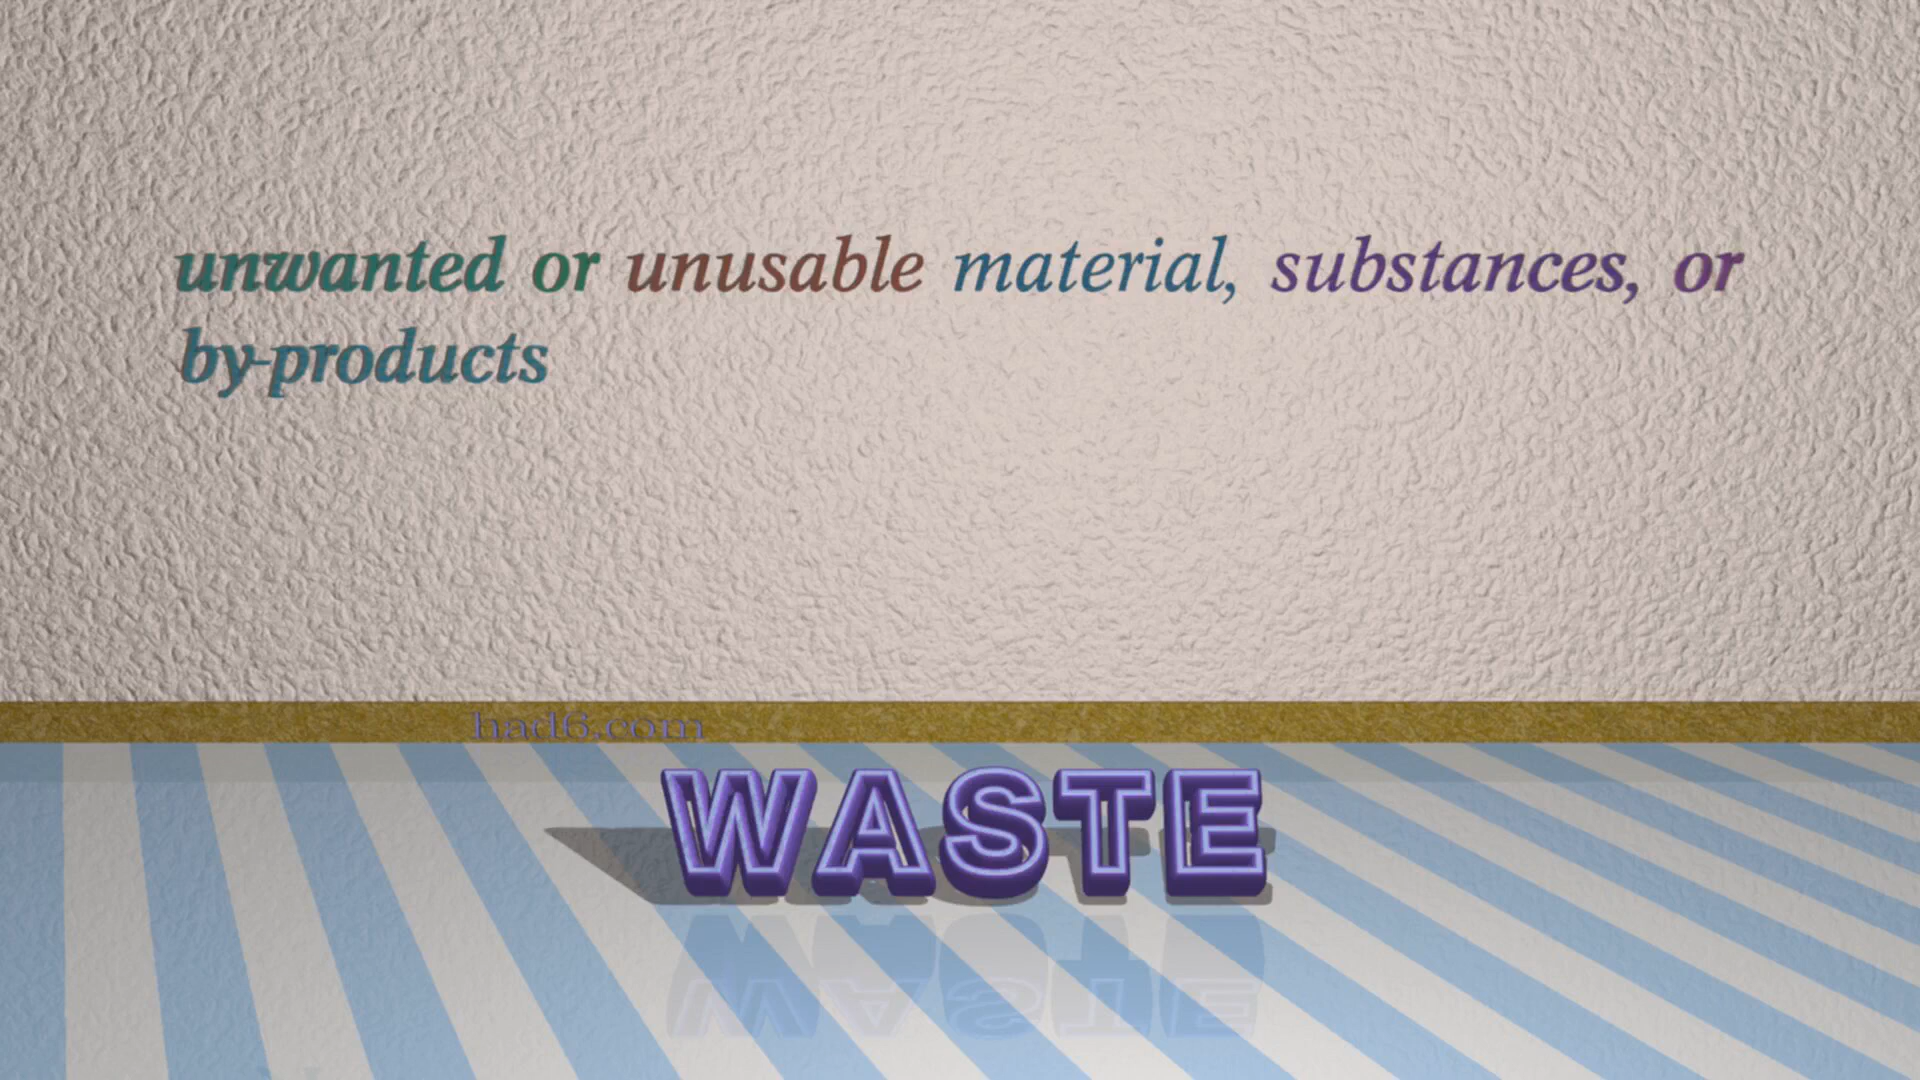 unwanted or unusable material, substances, or
by-products
had6.com
WASTE